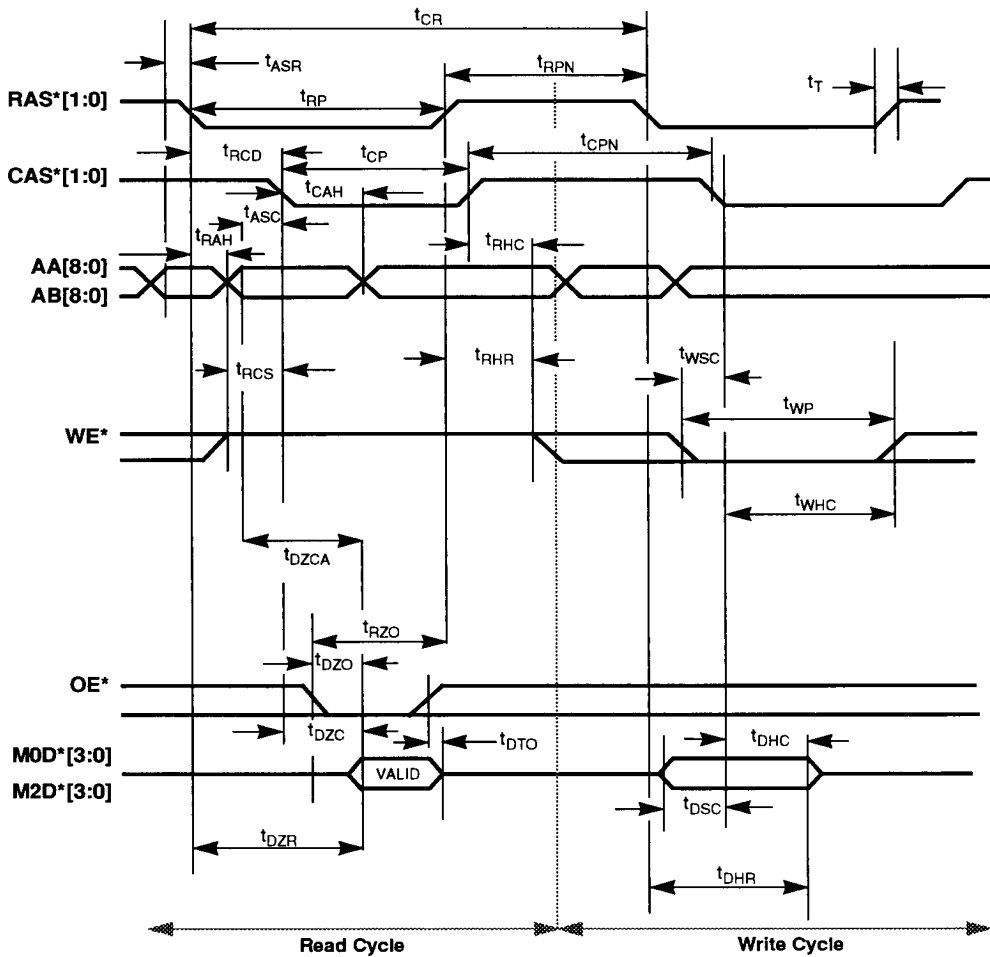 tCR
tASR
tRPN
tT
RAS*[1:0]
tRP
tRCD
tCP
tCPN
CAS*[1:0]
tCAH
tASC
tRAH
tRHC
AA[8:0]
AB[8:0]
tRCS
tRHR
tWSC
tWP
WE*
tWHC
tDZCA
tRZO
tDZO
OE*
tDZC
tDTO
tDHC
M0D*[3:0]
VALID
M2D*[3:0]
tDSC
tDZR
tDHR
Read Cycle
Write Cycle